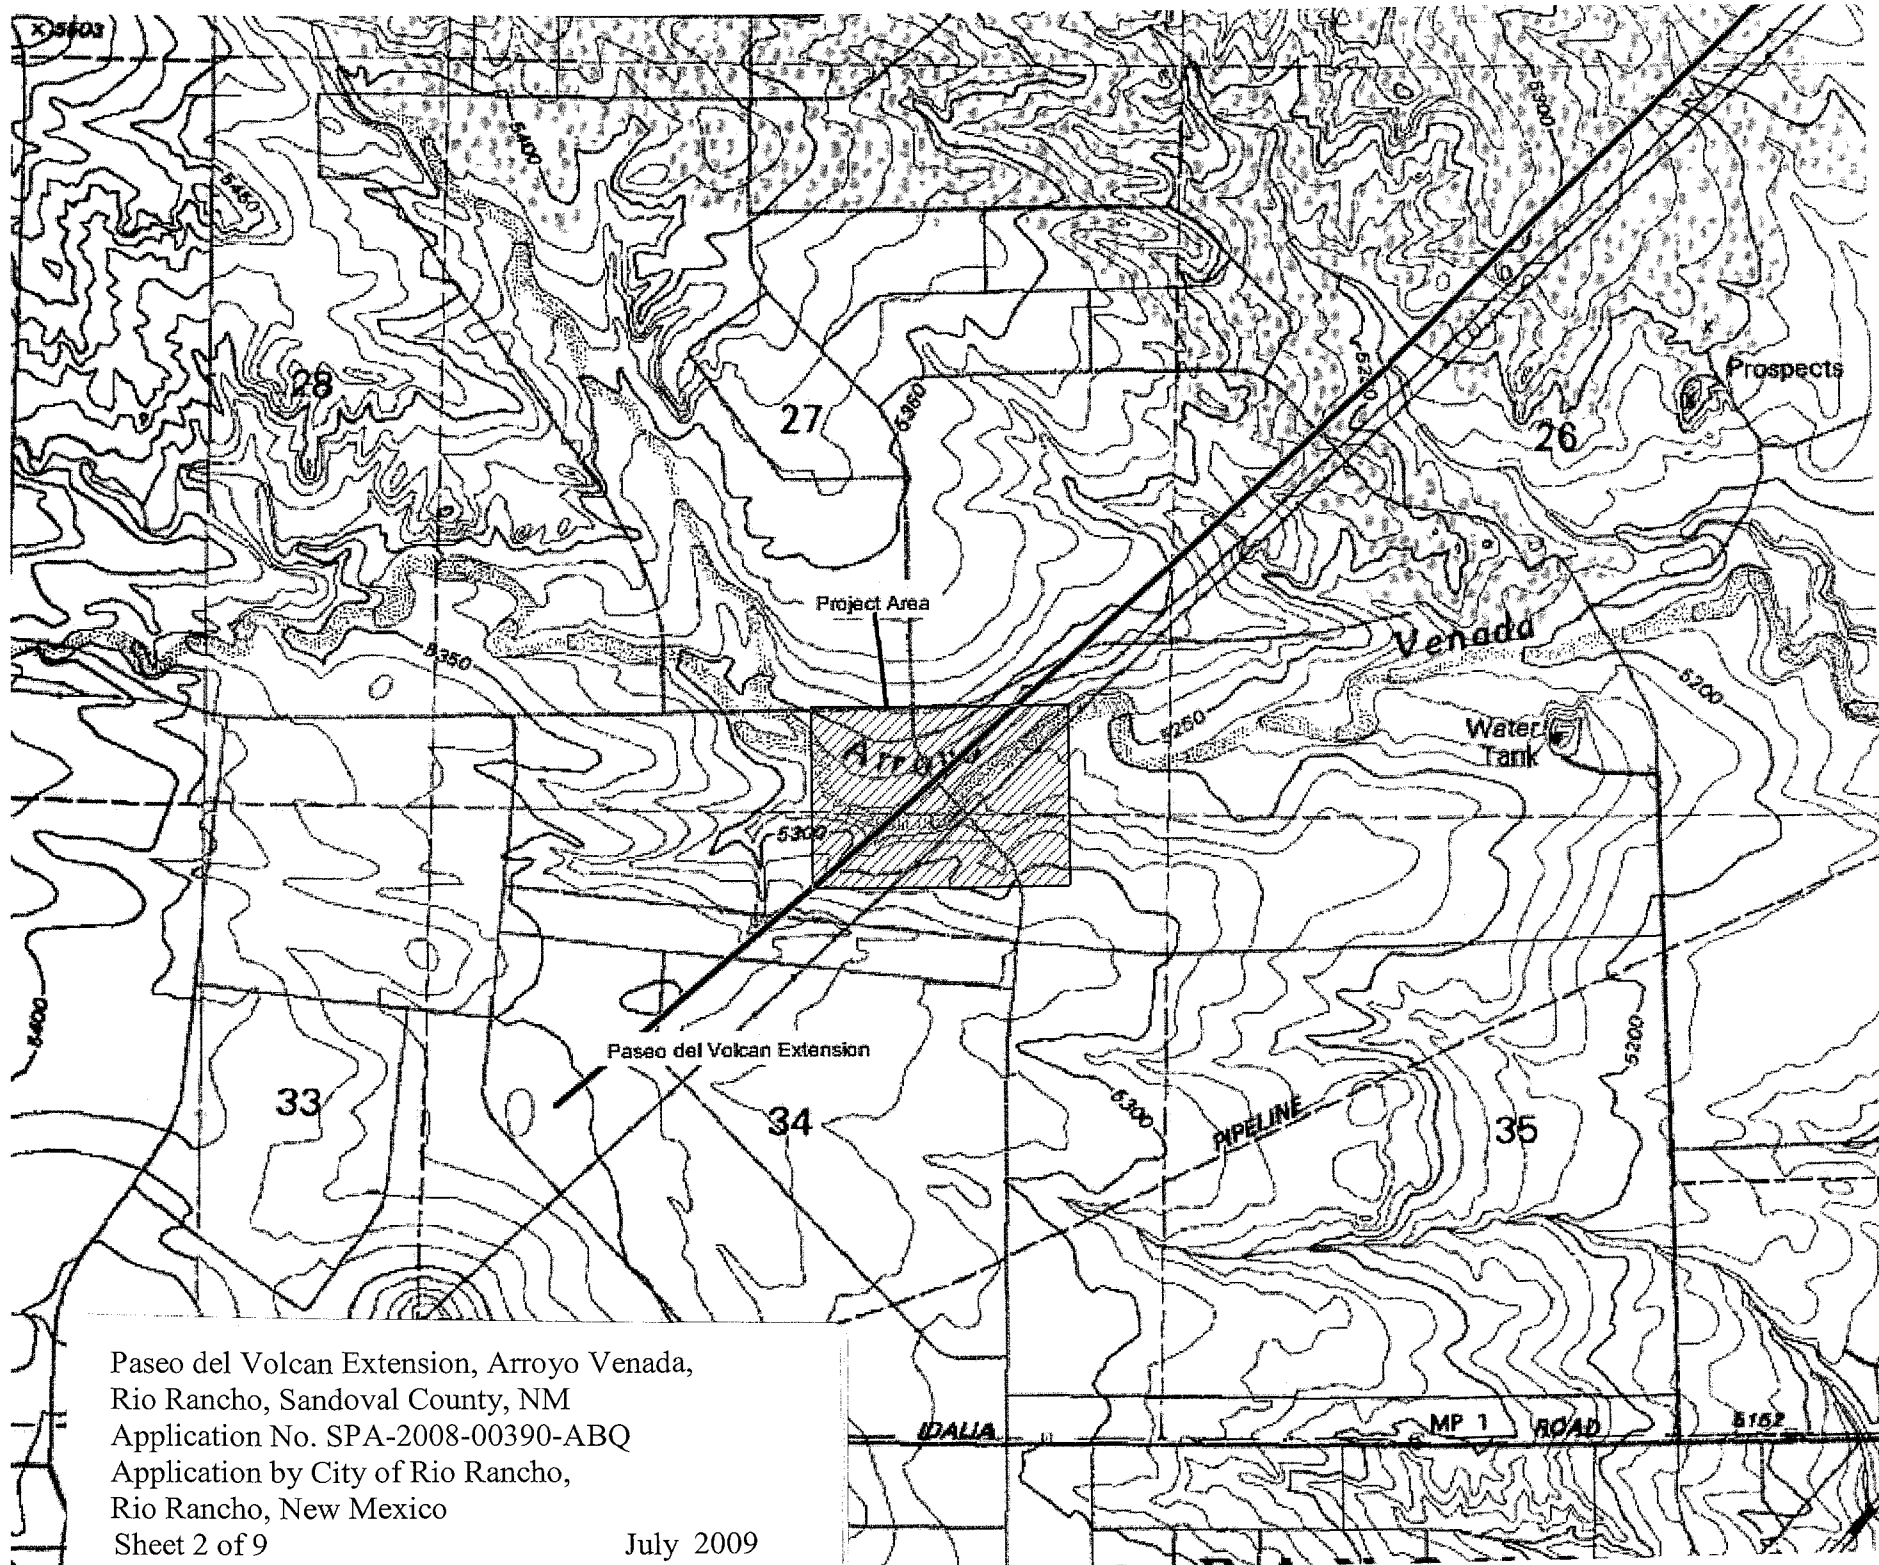 x 5603
5400
5300
5450
28
27
5350
5250
26
Prospects
Project Area
5350
Venada
5200
5250
Water
Tank
Arroyo
5300
5400
Paseo del Volcan Extension
33
34
5300
PIPELINE
35
5200
IDALIA
MP 1
ROAD
5152
Paseo del Volcan Extension, Arroyo Venada,
Rio Rancho, Sandoval County, NM
Application No. SPA-2008-00390-ABQ
Application by City of Rio Rancho,
Rio Rancho, New Mexico
Sheet 2 of 9 July 2009